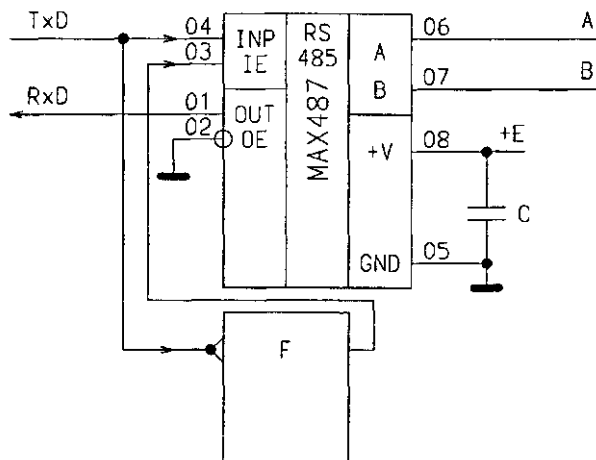 TxD
04
INP
RS
485
A
06
A
03
IE
B
07
B
RxD
01
OUT
02
OE
MAX487
+V
08
+E
C
GND
05
F